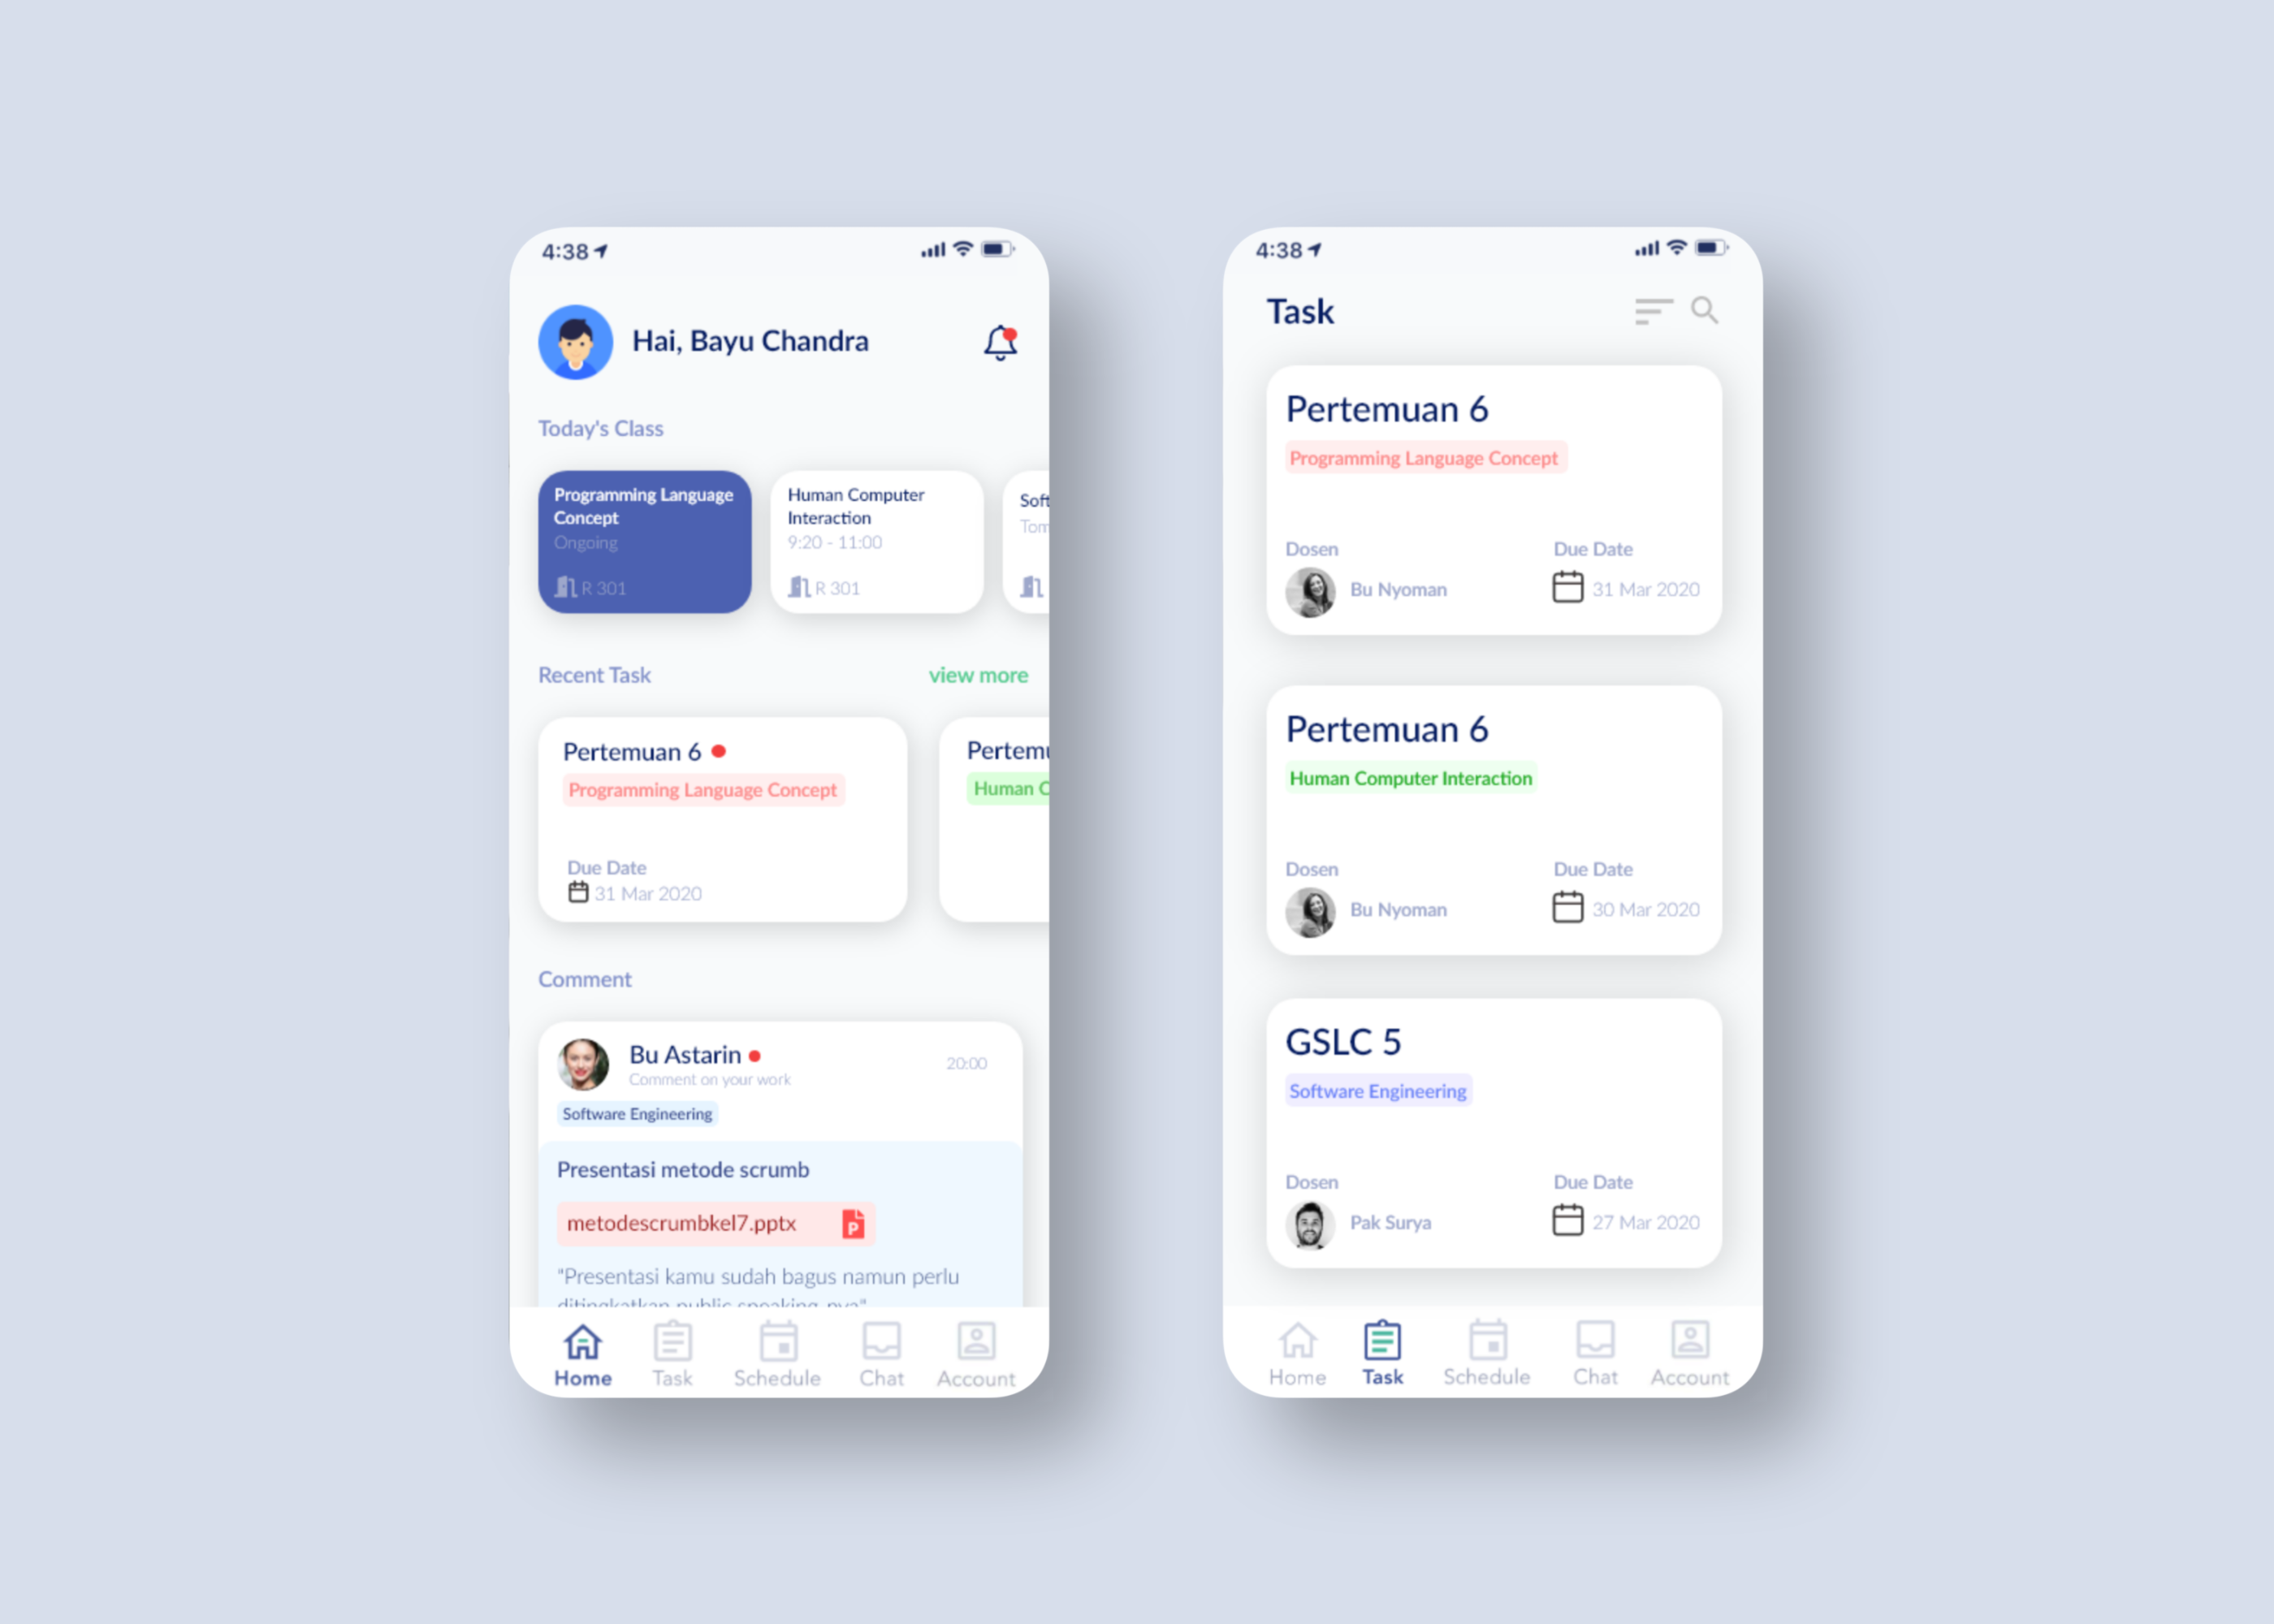 4:38
Hai, Bayu Chandra
Today's Class
Programming Language
Concept
Ongoing
R 301
Human Computer
Interaction
9:20 - 11:00
R 301
Soft
Tom
Recent Task
view more
Pertemuan 6
Programming Language Concept
Due Date
31 Mar 2020
Pertemu
Human C
Comment
Bu Astarin
20:00
Comment on your work
Software Engineering
Presentasi metode scrumb
metodescrumbkel7.pptx
P
"Presentasi kamu sudah bagus namun perlu
ditingkatkan public speaking-nya"
Home
Task
Schedule
Chat
Account
4:38
Task
Pertemuan 6
Programming Language Concept
Dosen
Due Date
Bu Nyoman
31 Mar 2020
Pertemuan 6
Human Computer Interaction
Dosen
Due Date
Bu Nyoman
30 Mar 2020
GSLC 5
Software Engineering
Dosen
Due Date
Pak Surya
27 Mar 2020
Home
Task
Schedule
Chat
Account